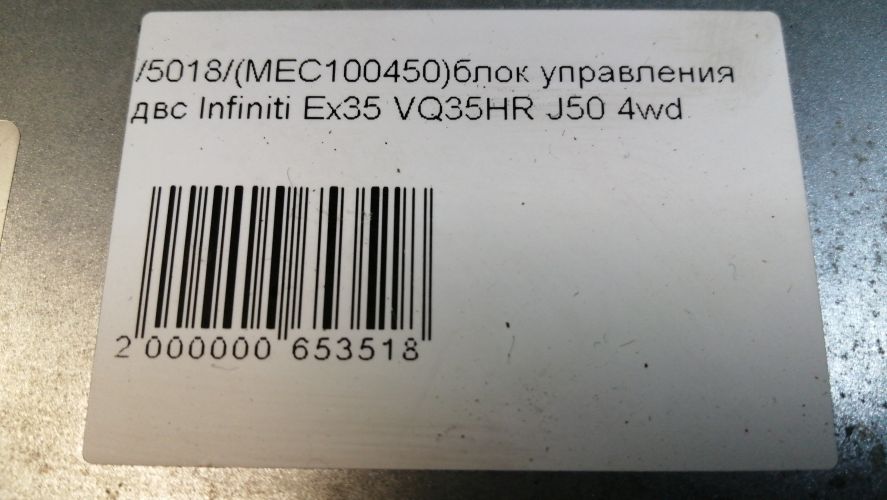 /5018/(MEC100450)блок управления
двс Infiniti Ex35 VQ35HR J50 4wd
2 000000 653518